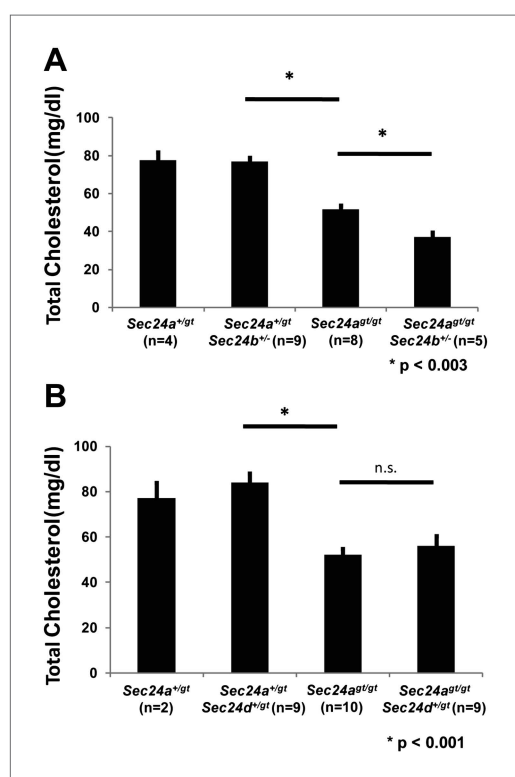 A
*
*
Total Cholesterol(mg/dl)
100
80
60
40
20
0
Sec24a+/gt
(n=4)
Sec24a+/gt
Sec24b+/- (n=9)
Sec24agt/gt
(n=8)
Sec24agt/gt
Sec24b+/- (n=5)
* p < 0.003
B
*
n.s.
Total Cholesterol(mg/dl)
100
80
60
40
20
0
Sec24a+/gt
(n=2)
Sec24a+/gt
Sec24d+/gt (n=9)
Sec24agt/gt
(n=10)
Sec24agt/gt
Sec24d+/gt (n=9)
* p < 0.001